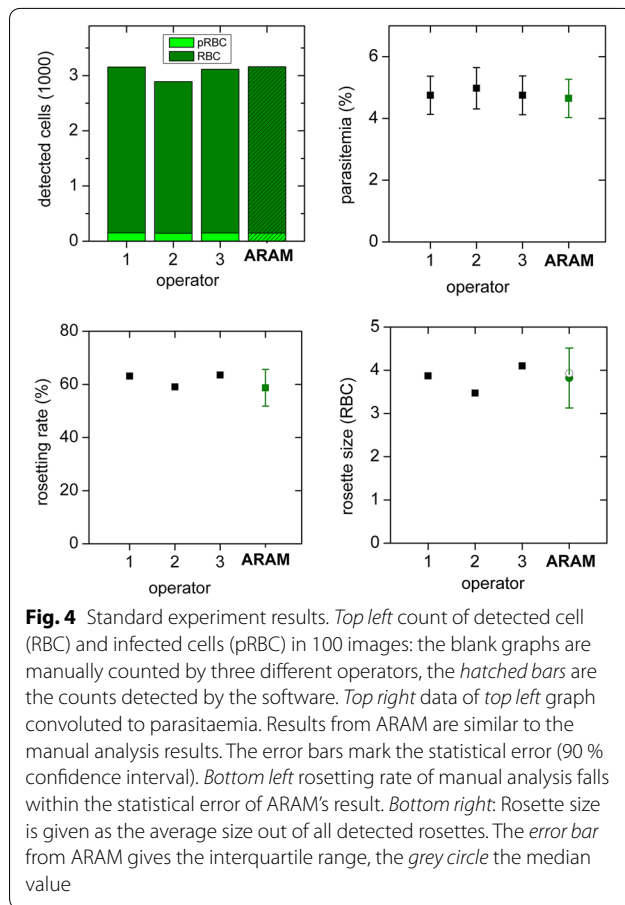 pRBC
RBC
detected cells (1000)
3
2
1
0
1 2 3 ARAM
operator
parasitemia (%)
6
4
2
0
1 2 3 ARAM
operator
rosetting rate (%)
80
60
40
20
0
1 2 3 ARAM
operator
rosette size (RBC)
5
4
3
2
1
0
1 2 3 ARAM
operator
Fig. 4 Standard experiment results. Top left count of detected cell
(RBC) and infected cells (pRBC) in 100 images: the blank graphs are
manually counted by three different operators, the hatched bars are
the counts detected by the software. Top right data of top left graph
convoluted to parasitaemia. Results from ARAM are similar to the
manual analysis results. The error bars mark the statistical error (90 %
confidence interval). Bottom left rosetting rate of manual analysis falls
within the statistical error of ARAM's result. Bottom right: Rosette size
is given as the average size out of all detected rosettes. The error bar
from ARAM gives the interquartile range, the grey circle the median
value